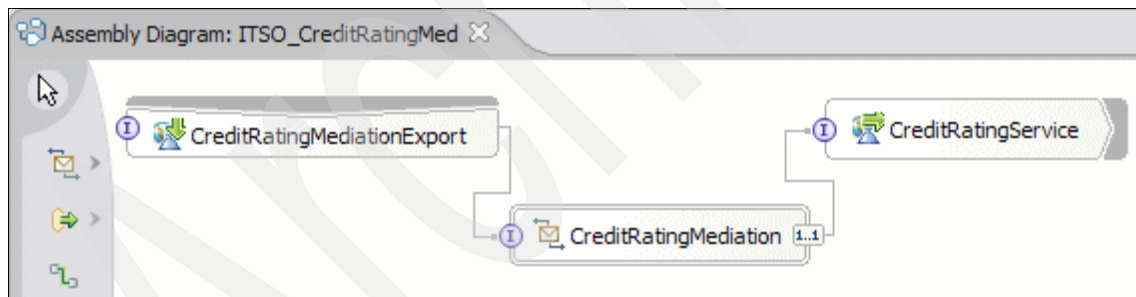 Assembly Diagram: ITSO_CreditRatingMed
I CreditRatingMediationExport
I CreditRatingService
I CreditRatingMediation 1..1